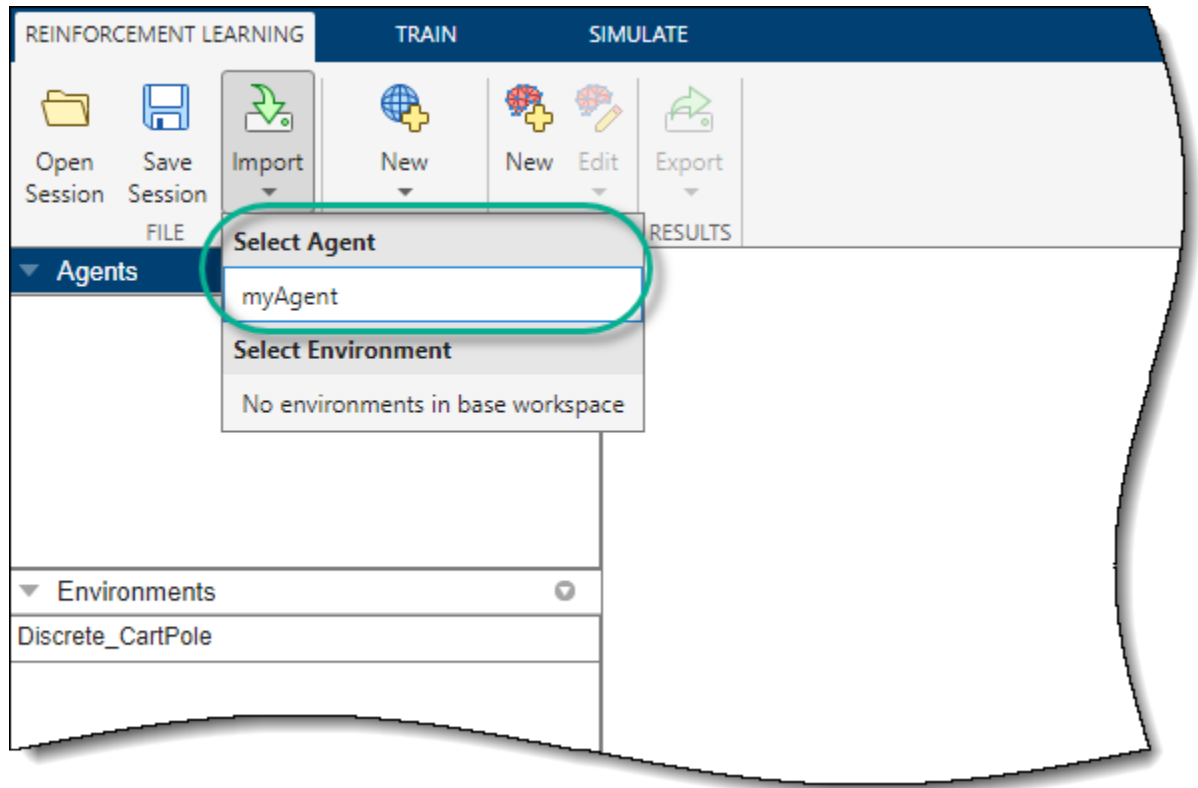 REINFORCEMENT LEARNING TRAIN SIMULATE
Open Session
Save Session
Import
New
New
Edit
Export
FILE
RESULTS
Select Agent
myAgent
Select Environment
No environments in base workspace
Agents
Environments
Discrete_CartPole